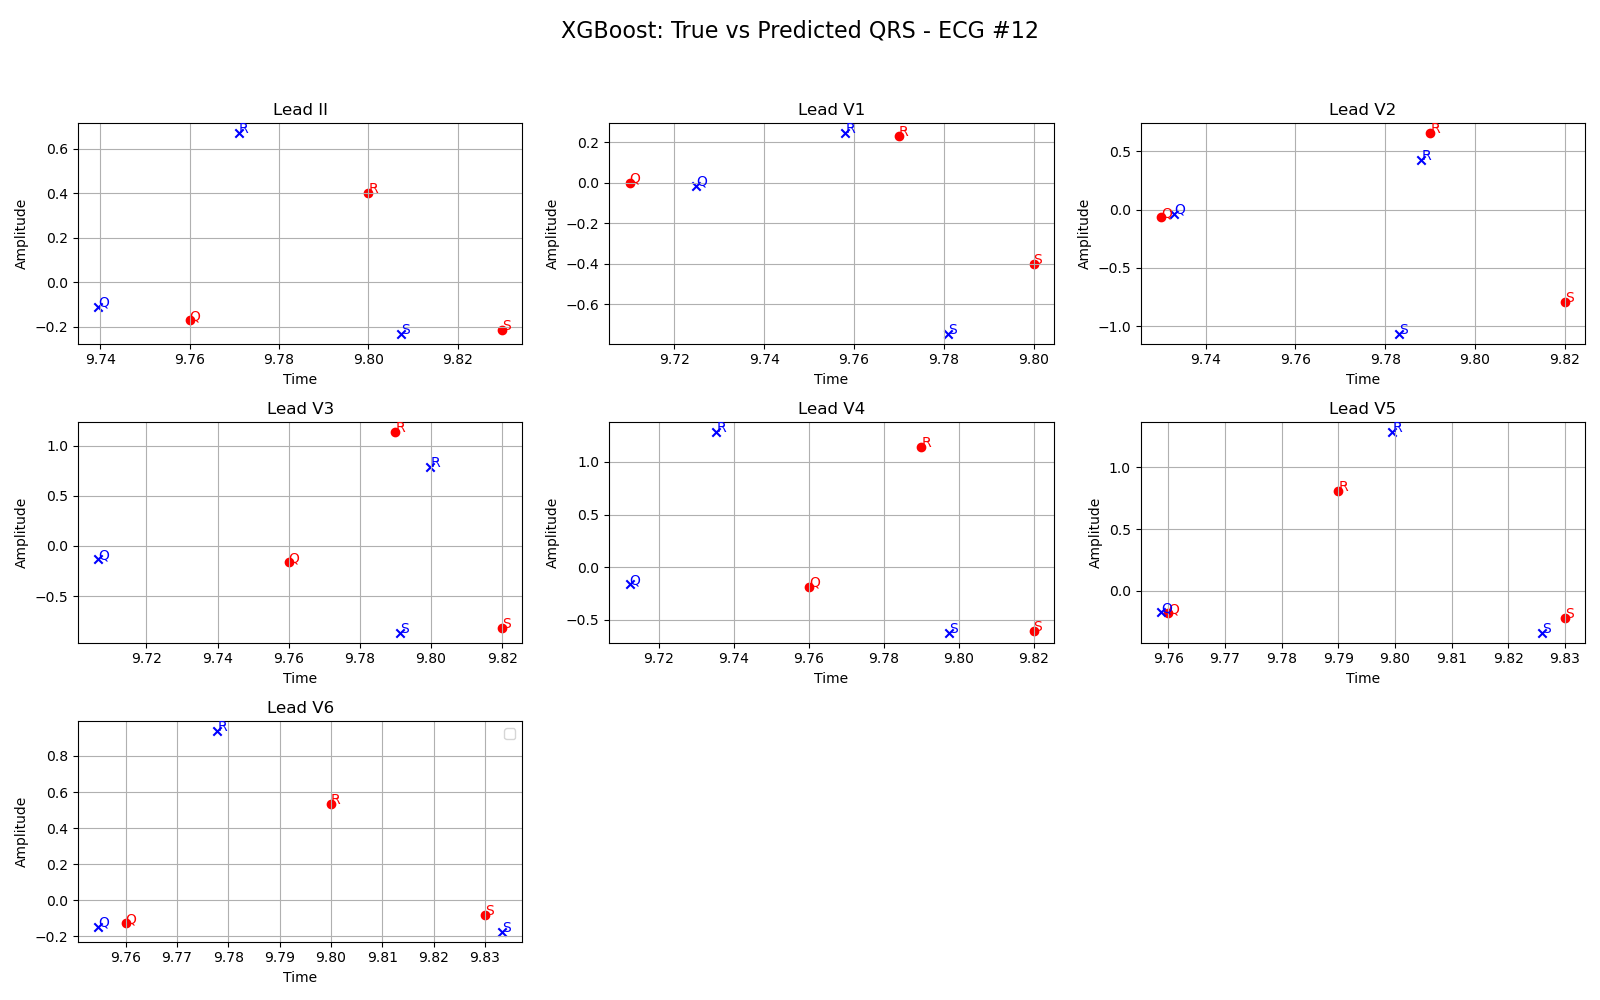 XGBoost: True vs Predicted QRS - ECG #12
Lead II
Amplitude
0.6
0.4
0.2
0.0
−0.2
R
R
Q
Q
S
S
9.74 9.76 9.78 9.80 9.82
Time
Lead V1
Amplitude
0.2
0.0
−0.2
−0.4
−0.6
R
R
Q
Q
S
S
9.72 9.74 9.76 9.78 9.80
Time
Lead V2
Amplitude
0.5
0.0
−0.5
−1.0
R
R
Q
Q
S
S
9.74 9.76 9.78 9.80 9.82
Time
Lead V3
Amplitude
1.0
0.5
0.0
−0.5
R
R
Q
Q
S
S
9.72 9.74 9.76 9.78 9.80 9.82
Time
Lead V4
Amplitude
1.0
0.5
0.0
−0.5
R
R
Q
Q
S
S
9.72 9.74 9.76 9.78 9.80 9.82
Time
Lead V5
Amplitude
1.0
0.5
0.0
R
R
Q
Q
S
S
9.76 9.77 9.78 9.79 9.80 9.81 9.82 9.83
Time
Lead V6
Amplitude
0.8
0.6
0.4
0.2
0.0
−0.2
R
R
Q
Q
S
S
9.76 9.77 9.78 9.79 9.80 9.81 9.82 9.83
Time